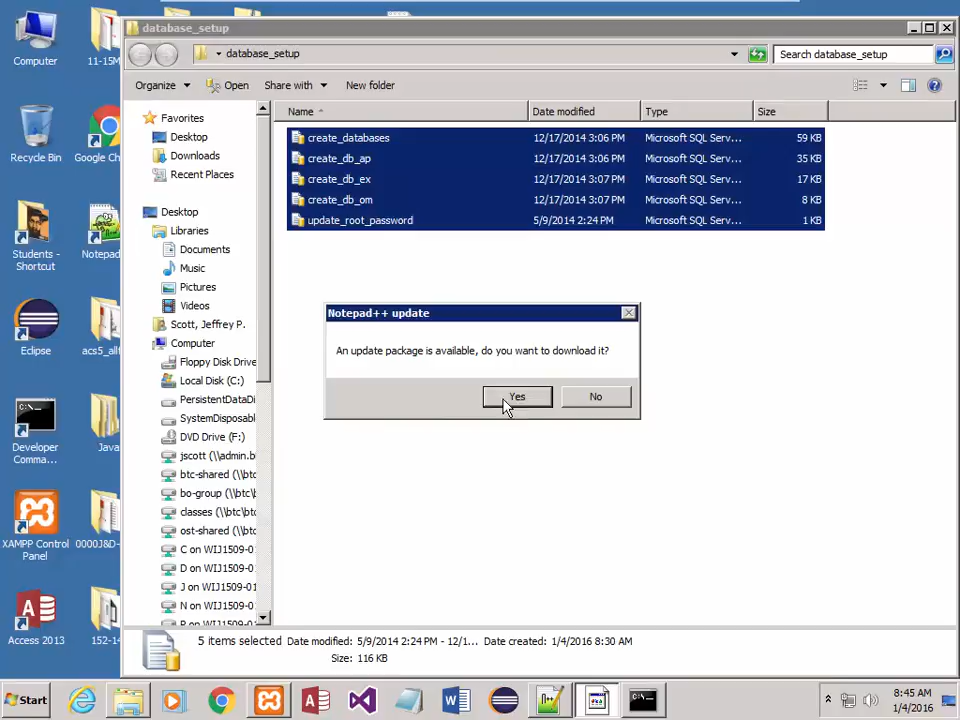 database_setup
database_setup
Search database_setup
Organize
Open
Share with
New folder
Name
Date modified
Type
Size
create_databases 12/17/2014 3:06 PM Microsoft SQL Serv... 59 KB
create_db_ap 12/17/2014 3:06 PM Microsoft SQL Serv... 35 KB
create_db_ex 12/17/2014 3:07 PM Microsoft SQL Serv... 17 KB
create_db_om 12/17/2014 3:07 PM Microsoft SQL Serv... 8 KB
update_root_password 5/9/2014 2:24 PM Microsoft SQL Serv... 1 KB
Favorites
Desktop
Downloads
Recent Places
Desktop
Libraries
Documents
Music
Pictures
Videos
Scott, Jeffrey P.
Computer
Floppy Disk Drive
Local Disk (C:)
PersistentDataDi
SystemDisposabl
DVD Drive (F:)
jscott (\\admin.b
btc-shared (\\btc
bo-group (\\btc\b
classes (\\btc\btc
ost-shared (\\btc
C on WIJ1509-01
D on WIJ1509-01
J on WIJ1509-01
N on WIJ1509-01
Notepad++ update
An update package is available, do you want to download it?
Yes
No
5 items selected Date modified: 5/9/2014 2:24 PM - 12/1... Date created: 1/4/2016 8:30 AM
Size: 116 KB
Computer
11-15M
Recycle Bin
Google Ch
Students -
Shortcut
Notepad
Eclipse
acs5_all
Developer
Comma...
Java
XAMPP Control
Panel
0000J&D-
Access 2013
152-14
Start
8:45 AM
1/4/2016